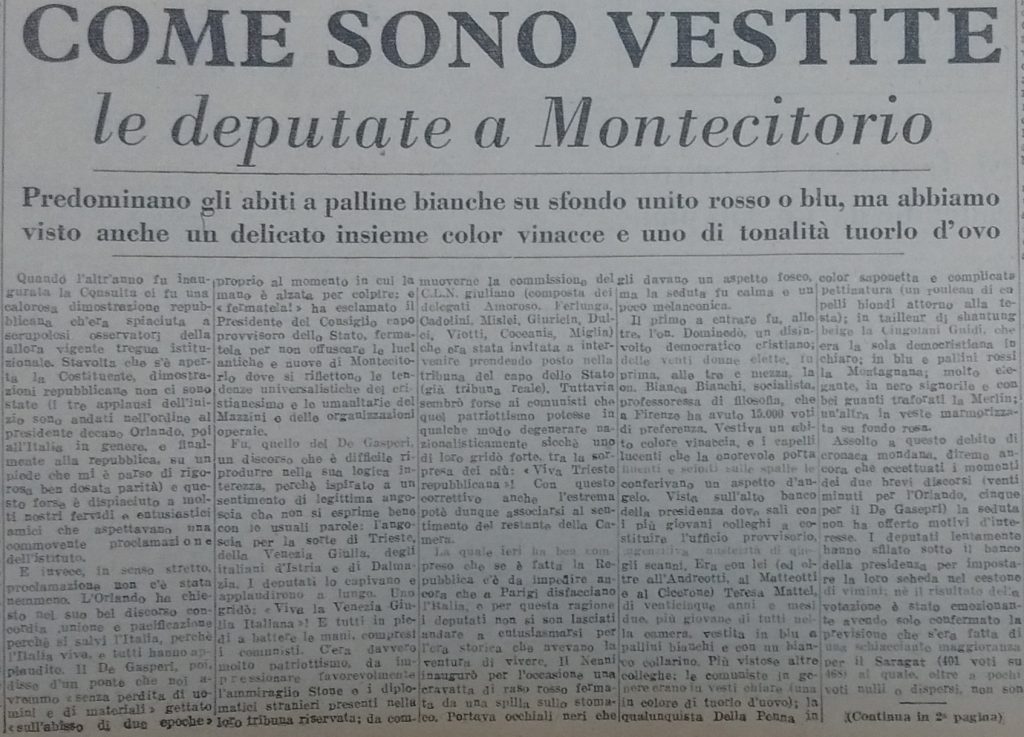 COME SONO VESTITE
le deputate a Montecitorio
Predominano gli abiti a palline bianche su sfondo unito rosso o blu, ma abbiamo
visto anche un delicato insieme color vinacce e uno di tonalità tuorlo d'ovo
Quando l'altr'anno fu inau-
gurata la Consulta ci fu una
calorosa dimostrazione repub-
blicana ch'era spiaciuta a
scrupolosi osservatori della
allora vigente tregua istitu-
zionale. Stavolta che s'è aper-
ta la Costituente, dimostra-
zioni repubblicane non ci sono
state (i tre applausi dell'ini-
zio sono andati nell'ordine al
presidente decano Orlando, poi
all'Italia in genere, e final-
mente alla repubblica, su un
piede che mi è parso di rigo-
rosa ben dosata parità) e que-
sto forse è dispiaciuto a mol-
ti nostri fervidi e entusiastici
amici che aspettavano una
commovente proclamazione
dell'istituto.
E invece, in senso stretto,
proclamazione non c'è stata
nemmeno. L'Orlando ha chie-
sto nel suo bel discorso con-
cordia, unione e pacificazione
perchè si salvi l'Italia, perchè
l'Italia viva, e tutti hanno ap-
plaudito. Il De Gasperi, poi,
disse d'un ponte che noi a-
vremmo «senza perdita di uo-
mini e di materiali» gettato
«sull'abisso di due epoche»
proprio al momento in cui la
mano è alzata per colpire; e
«fermatela!» ha esclamato il
Presidente del Consiglio capo
provvisoro dello Stato, ferma-
tela per non offuscare le luci
antiche e nuove di Montecito-
rio dove si riflettono le ten-
denze universalistiche del cri-
stianesimo e le umanitarie del
Mazzini e delle organizzazioni
operaie.
Fu, quello del De Gasperi,
un discorso che è difficile ri-
produrre nella sua logica in-
terezza, perchè ispirato a un
sentimento di legittima ango-
scia che non si esprime bene
con le usuali parole: l'ango-
scia per la sorte di Trieste,
della Venezia Giulia, degli
italiani d'Istria e di Dalma-
zia. I deputati lo capivano e
applaudirono a lungo. Uno
gridò: «Viva la Venezia Giu-
lia Italiana»! E tutti in pie-
di a battere le mani, compresi
i comunisti. C'era davvero
molto patriottismo, da im-
pressionare favorevolmente
l'ammiraglio Stone e i diplo-
matici stranieri presenti nella
loro tribuna riservata; da com-
muoverne la commissione del
C.L.N. giuliano (composta dei
delegati Amoroso, Ferlunga,
Cadolini, Mislei, Giuricin, Dul-
ci, Viotti, Coceanis, Miglia)
che era stata invitata a inter-
venire prendendo posto nella
tribuna del capo dello Stato
(già tribuna reale). Tuttavia
sembrò forse ai comunisti che
quel patriottismo potesse in
qualche modo degenerare na-
zionalisticamente sicchè uno
di loro gridò forte, tra la sor-
presa dei più: «Viva Trieste
repubblicana»! Con questo
correttivo anche l'estrema
potè dunque associarsi al sen-
timento del restante della Ca-
mera.
La quale ieri ha ben com-
preso che se è fatta la Re-
pubblica c'è da impedire an-
cora che a Parigi disfacciano
l'Italia, e per questa ragione
i deputati non si son lasciati
andare a entusiasmarsi per
l'ora storica che avevano la
ventura di vivere. Il Nenni
inaugurò per l'occasione una
cravatta di raso rosso ferma-
ta da una spilla sullo stoma-
co. Portava occhiali neri che
gli davano un aspetto fosco,
ma la seduta fu calma e un
poco melanconica.
Il primo a entrare fu, alle
tre, l'on. Dominedò, un disin-
volto democratico cristiano;
delle venti donne elette, fu
prima, alle tre e mezza, la
on. Bianca Bianchi, socialista,
professoressa di filosofia, che
a Firenze ha avuto 15.000 voti
di preferenza. Vestiva un abi-
to colore vinaccia, e i capelli
lucenti che la onorevole porta
fluenti e sciolti sulle spalle le
conferivano un aspetto d'an-
gelo. Vista sull'alto banco
della presidenza dove salì con
i più giovani colleghi a co-
stituire l'ufficio provvisorio,
ingentiliva austerità di que-
gli scanni. Era con lei (ed ol-
tre all'Andreotti, al Matteotti
e al Cicerone) Teresa Mattei,
di venticinque anni e mesi
due, più giovane di tutti nel-
la camera, vestita in blu a
pallini bianchi e con un bian-
co collarino. Più vistose altre
colleghe: le comuniste in ge-
nere erano in vesti chiare (una
in colore di tuorlo d'uovo); la
qualunquista Della Penna in
color saponetta e complicata
pettinatura (un rouleau di ca-
pelli biondi attorno alla te-
sta); in tailleur di shantung
beige la Cingolani Guidi, che
era la sola democristiana in
chiaro; in blu e pallini rossi
la Montagnana; molto ele-
gante, in nero signorile e con
bei guanti traforati la Merlin;
un'altra in veste marmorizza-
ta su fondo rosa.
Assolto a questo debito di
cronaca mondana, diremo an-
cora che eccettuati i momenti
dei due brevi discorsi (venti
minuti per l'Orlando, cinque
per il De Gasepri) la seduta
non ha offerto motivi d'inte-
resse. I deputati lentamente
hanno sfilato sotto il banco
della presidenza per imposta-
re la loro scheda nel cestone
di vimini; nè il risultato della
votazione è stato emozionan-
te avendo solo confermato la
previsione che s'era fatta di
una schiacciante maggioranza
per il Saragat (401 voti su
468) al quale, oltre a pochi
voti nulli o dispersi, non son
(Continua in 2ª pagina)